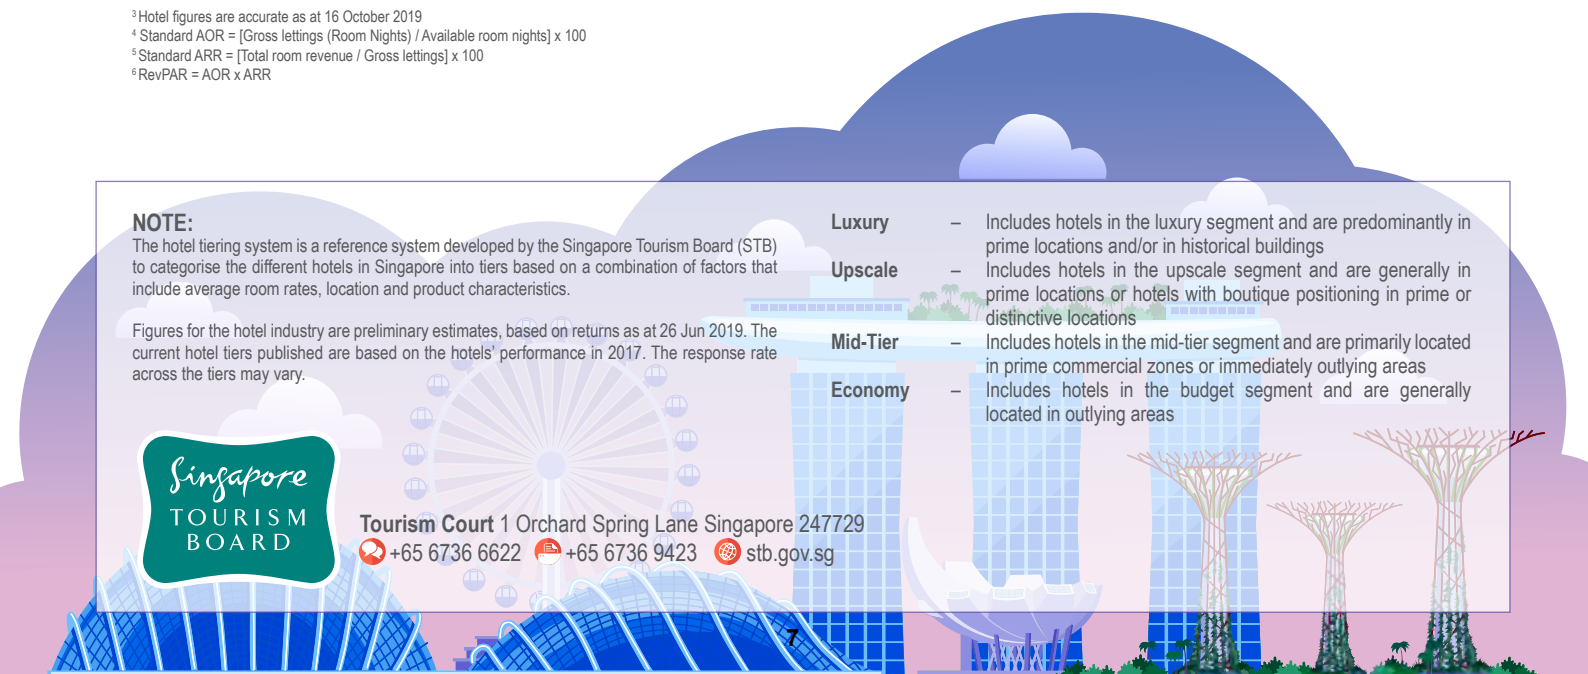 ³ Hotel figures are accurate as at 16 October 2019
⁴ Standard AOR = [Gross lettings (Room Nights) / Available room nights] x 100
⁵ Standard ARR = [Total room revenue / Gross lettings] x 100
⁶ RevPAR = AOR x ARR
NOTE:
The hotel tiering system is a reference system developed by the Singapore Tourism Board (STB)
to categorise the different hotels in Singapore into tiers based on a combination of factors that
include average room rates, location and product characteristics.
Figures for the hotel industry are preliminary estimates, based on returns as at 26 Jun 2019. The
current hotel tiers published are based on the hotels' performance in 2017. The response rate
across the tiers may vary.
Luxury – Includes hotels in the luxury segment and are predominantly in
prime locations and/or in historical buildings
Upscale – Includes hotels in the upscale segment and are generally in
prime locations or hotels with boutique positioning in prime or
distinctive locations
Mid-Tier – Includes hotels in the mid-tier segment and are primarily located
in prime commercial zones or immediately outlying areas
Economy – Includes hotels in the budget segment and are generally
located in outlying areas
Singapore
TOURISM
BOARD
Tourism Court 1 Orchard Spring Lane Singapore 247729
+65 6736 6622 +65 6736 9423 stb.gov.sg
7